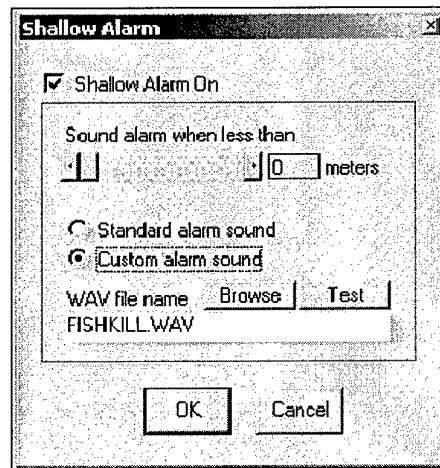 Shallow Alarm
Shallow Alarm On
Sound alarm when less than
0 meters
Standard alarm sound
Custom alarm sound
WAV file name Browse Test
FISHKILL.WAV
OK Cancel